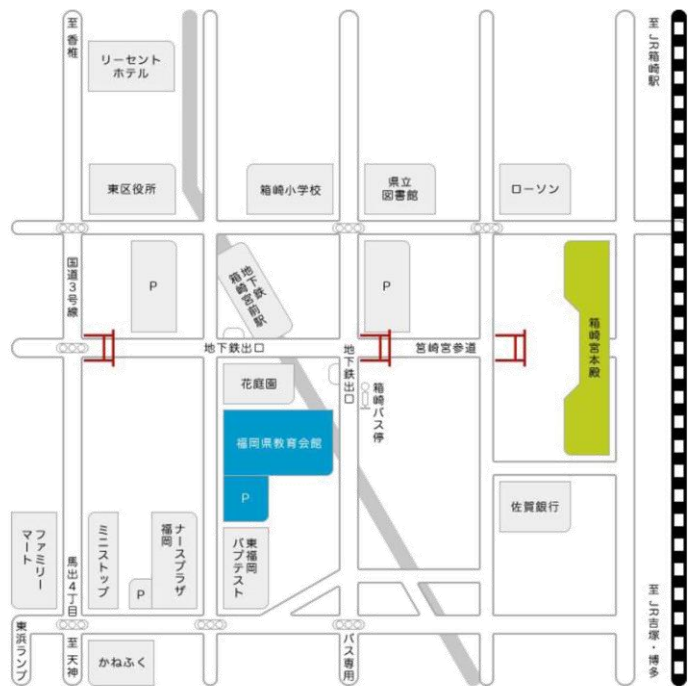 至 香椎
至 JR箱崎駅
リーセント
ホテル
東区役所
箱崎小学校
県立
図書館
ローソン
国道3号線
P
地下鉄
箱崎宮前駅
P
箱崎宮本殿
地下鉄出口
地下鉄出口
筥崎宮参道
花庭園
箱崎バス停
福岡県教育会館
P
佐賀銀行
ファミリー
マート
ミニストップ
ナースプラザ
福岡
P
東福岡
バプテスト
馬出4丁目
至 JR吉塚・博多
東浜ランプ
至 天神
かねふく
バス専用